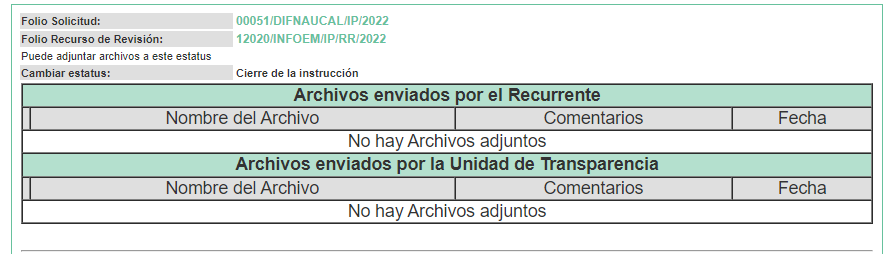 Folio Solicitud: 00051/DIFNAUCAL/IP/2022
Folio Recurso de Revisión: 12020/INFOEM/IP/RR/2022
Puede adjuntar archivos a este estatus
Cambiar estatus: Cierre de la instrucción
Archivos enviados por el Recurrente
Nombre del Archivo Comentarios Fecha
No hay Archivos adjuntos
Archivos enviados por la Unidad de Transparencia
Nombre del Archivo Comentarios Fecha
No hay Archivos adjuntos